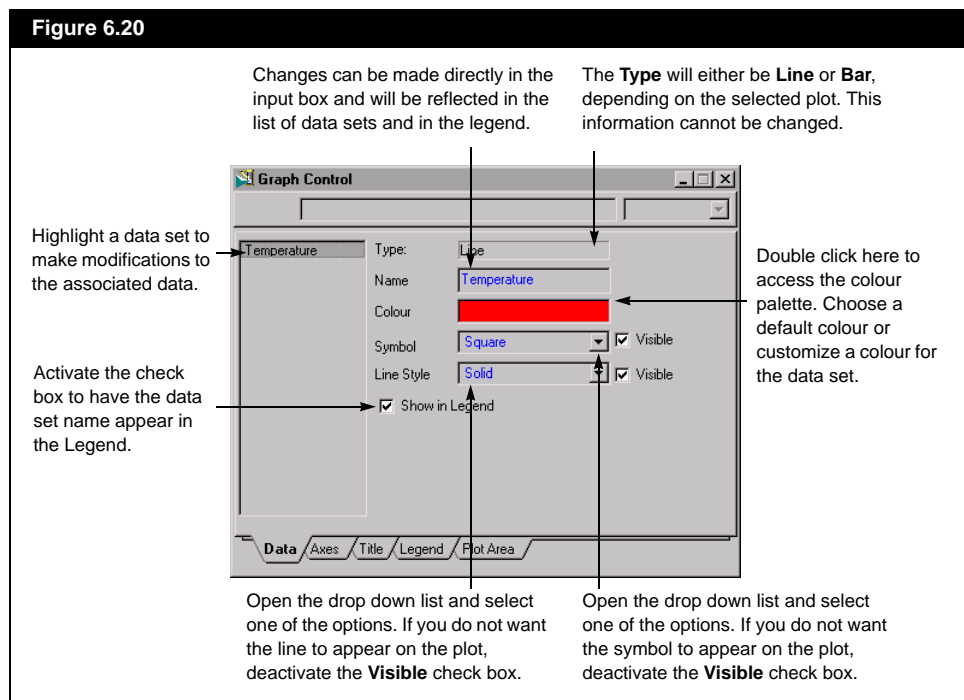 Figure 6.20
Changes can be made directly in the
input box and will be reflected in the
list of data sets and in the legend.
The Type will either be Line or Bar,
depending on the selected plot. This
information cannot be changed.
Highlight a data set to
make modifications to
the associated data.
Activate the check
box to have the data
set name appear in
the Legend.
Graph Control
Temperature
Type: Line
Name Temperature
Colour
Symbol Square Visible
Line Style Solid Visible
Show in Legend
Data Axes Title Legend Plot Area
Double click here to
access the colour
palette. Choose a
default colour or
customize a colour for
the data set.
Open the drop down list and select
one of the options. If you do not want
the line to appear on the plot,
deactivate the Visible check box.
Open the drop down list and select
one of the options. If you do not want
the symbol to appear on the plot,
deactivate the Visible check box.